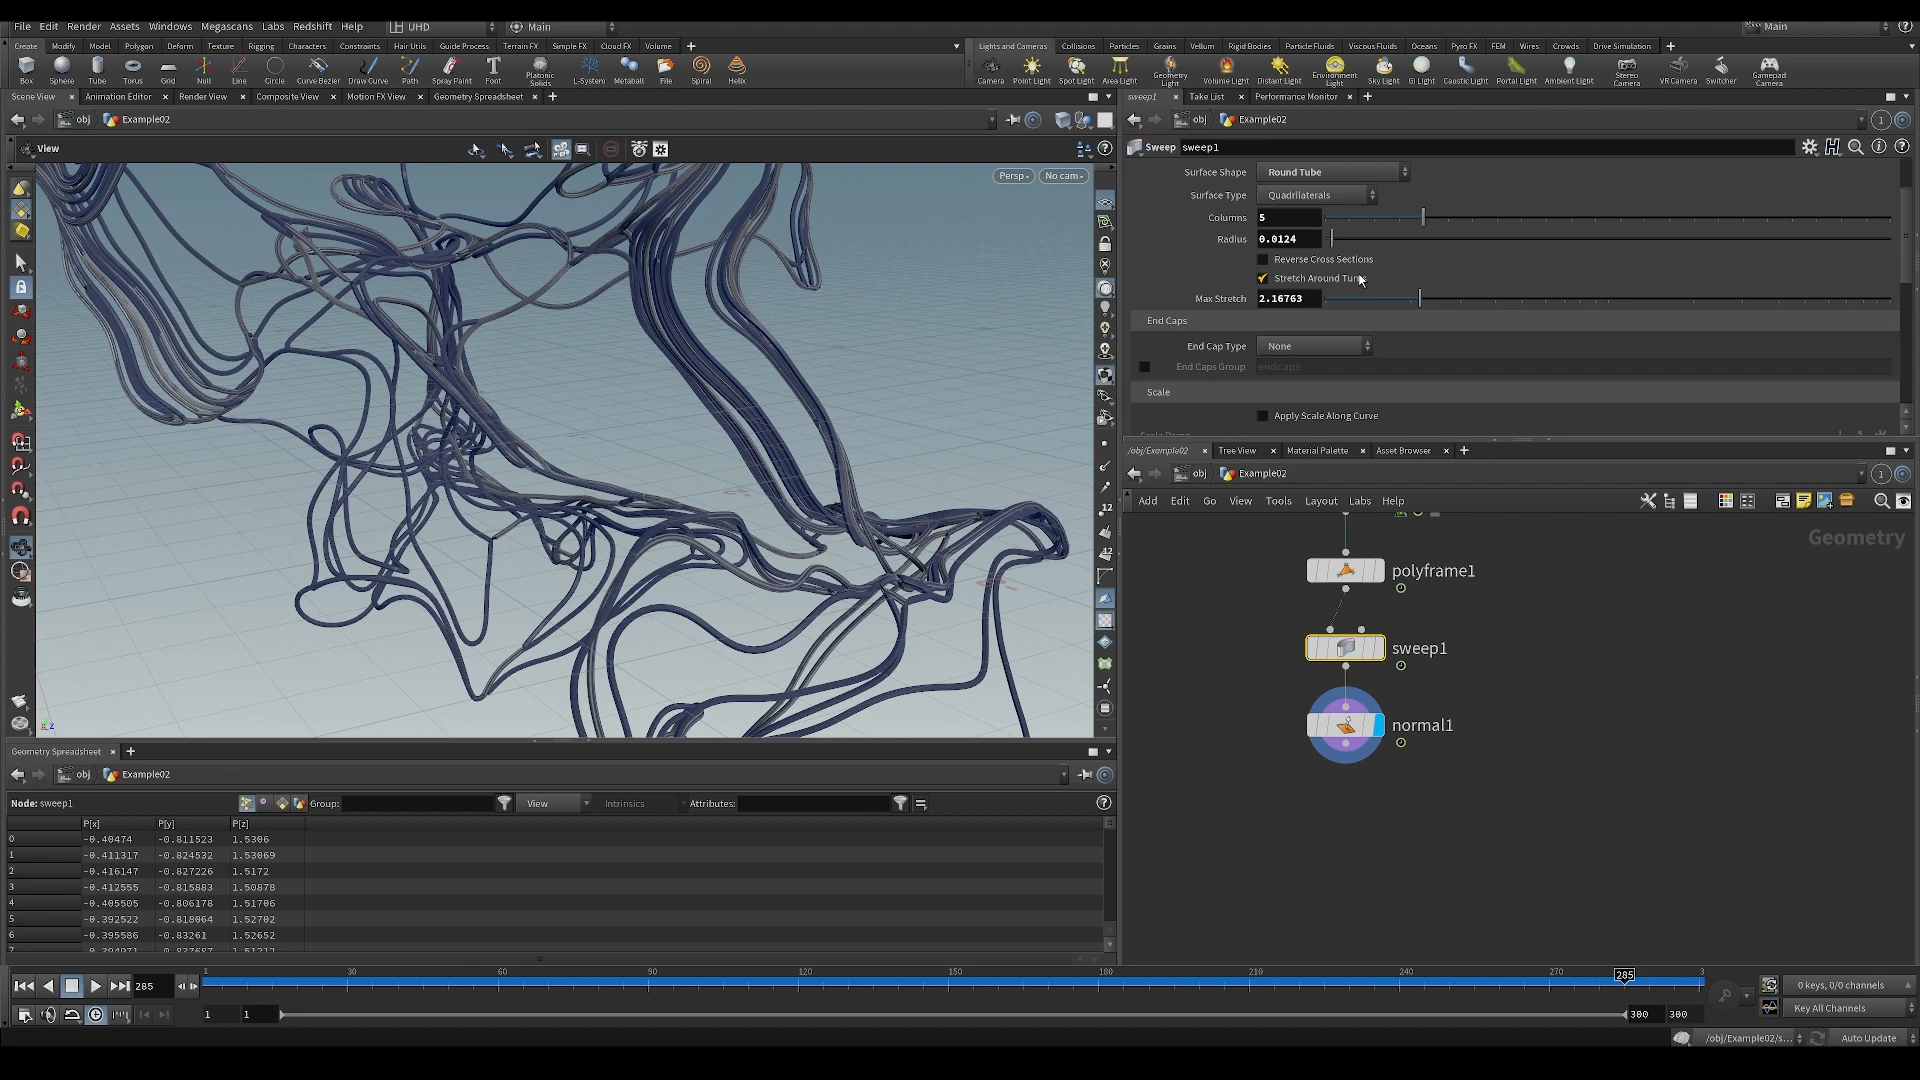 File Edit Render Assets Windows Megascans Labs Redshift Help UHD Main Main
Create Modify Model Polygon Deform Texture Rigging Characters Constraints Hair Utils Guide Process Terrain FX Simple FX Cloud FX Volume
Lights and Cameras Collisions Particles Grains Vellum Rigid Bodies Particle Fluids Viscous Fluids Oceans Pyro FX FEM Wires Crowds Drive Simulation
Box Sphere Tube Torus Grid Null Line Circle Curve Bezier Draw Curve Path Spray Paint Font Platonic Solids L-System Metaball File Spiral Helix
Camera Point Light Spot Light Area Light Geometry Light Volume Light Distant Light Environment Light Sky Light GI Light Caustic Light Portal Light Ambient Light Stereo Camera VR Camera Switcher Gamepad Camera
Scene View Animation Editor Render View Composite View Motion FX View Geometry Spreadsheet
sweep1 Take List Performance Monitor
obj Example02
obj Example02
1
View
Sweep sweep1
Persp No cam
Surface Shape Round Tube
Surface Type Quadrilaterals
Columns 5
Radius 0.0124
Reverse Cross Sections
Stretch Around Tur
Max Stretch 2.16763
End Caps
End Cap Type None
End Caps Group endcaps
Scale
Apply Scale Along Curve
/obj/Example02 Tree View Material Palette Asset Browser
obj Example02
1
Add Edit Go View Tools Layout Labs Help
Geometry
polyframe1
sweep1
normal1
12
12
z
Geometry Spreadsheet
obj Example02
Node: sweep1 Group: View Intrinsics Attributes:
P[x] P[y] P[z]
0 -0.40474 -0.811523 1.5306
1 -0.411317 -0.824532 1.53069
2 -0.416147 -0.827226 1.5172
3 -0.412555 -0.815883 1.50878
4 -0.405505 -0.806178 1.51706
5 -0.392522 -0.818064 1.52702
6 -0.395586 -0.83261 1.52652
7
1 30 60 90 120 150 180 210 240 270 285 3
285
0 keys, 0/0 channels
1 1 300 300
Key All Channels
/obj/Example02/s... Auto Update